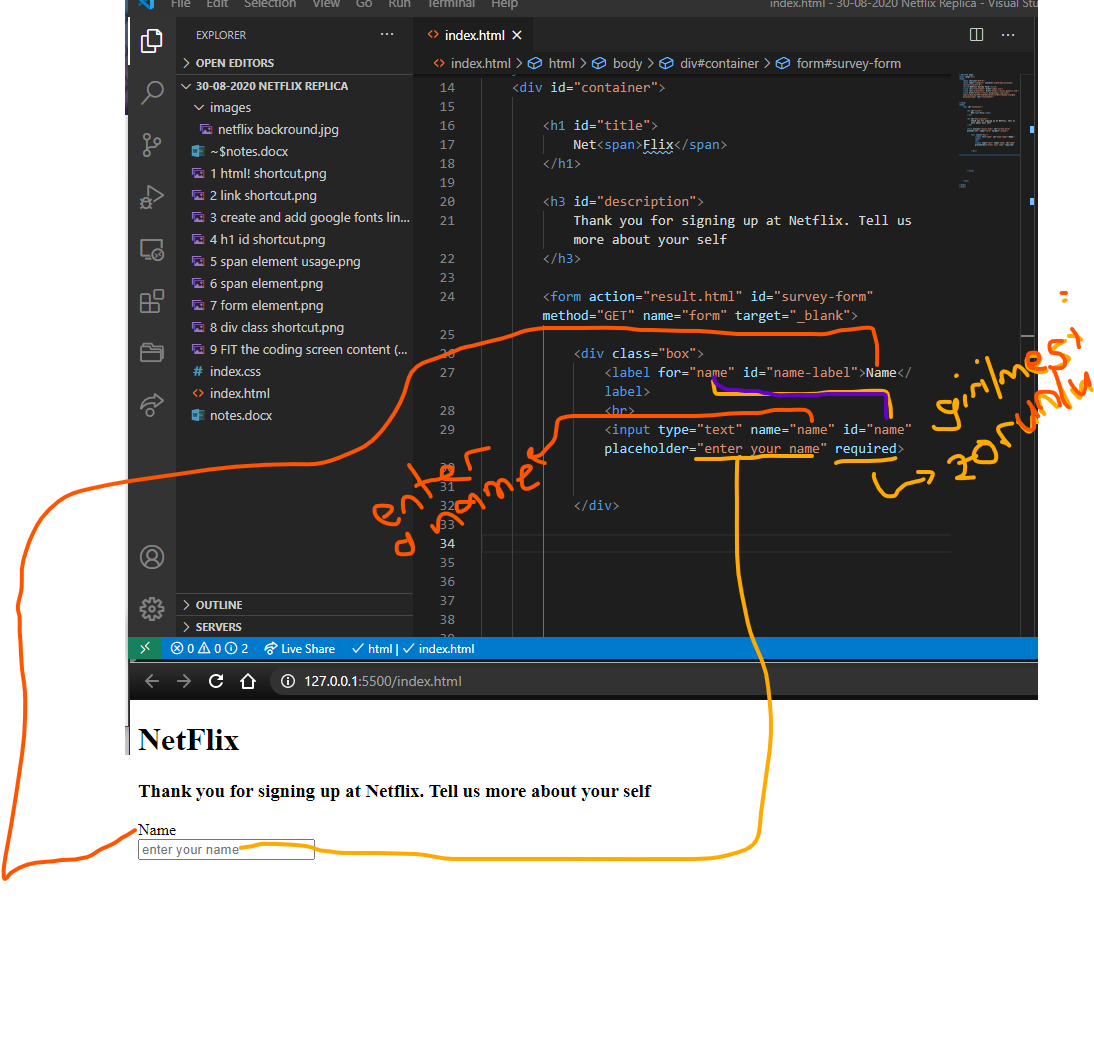 File Edit Selection View Go Run Terminal Help
index.html - 30-08-2020 Netflix Replica - Visual Stu
EXPLORER
OPEN EDITORS
30-08-2020 NETFLIX REPLICA
images
netflix backround.jpg
~$notes.docx
1 html! shortcut.png
2 link shortcut.png
3 create and add google fonts lin...
4 h1 id shortcut.png
5 span element usage.png
6 span element.png
7 form element.png
8 div class shortcut.png
9 FIT the coding screen content (...
index.css
index.html
notes.docx
OUTLINE
SERVERS
index.html
index.html > html > body > div#container > form#survey-form
14 <div id="container">
15
16 <h1 id="title">
17 Net<span>Flix</span>
18 </h1>
19
20 <h3 id="description">
21 Thank you for signing up at Netflix. Tell us
more about your self
22 </h3>
23
24 <form action="result.html" id="survey-form"
method="GET" name="form" target="_blank">
25
26 <div class="box">
27 <label for="name" id="name-label">Name</
label>
28 <br>
29 <input type="text" name="name" id="name"
placeholder="enter your name" required>
30
31
32 </div>
33
34
35
36
37
38
39
enter
a name
girilmesi
zorunlu
0 0 2 Live Share html | index.html
127.0.0.1:5500/index.html
NetFlix
Thank you for signing up at Netflix. Tell us more about your self
Name
enter your name